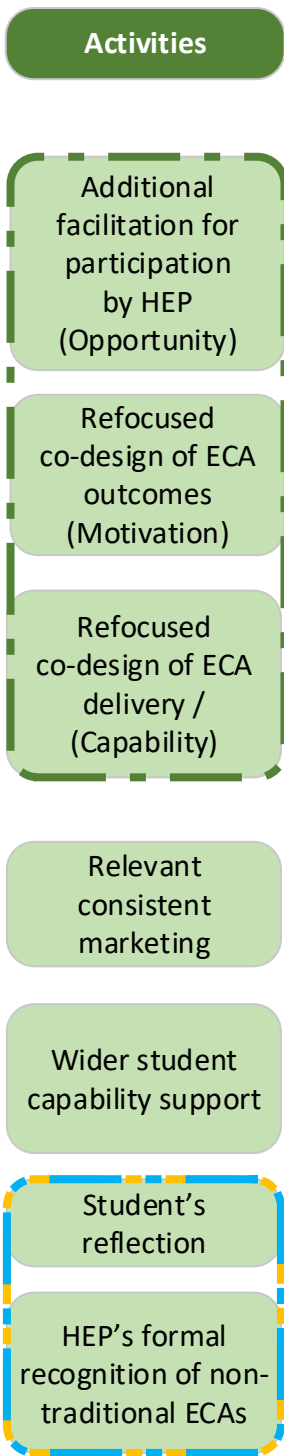 Activities
Additional
facilitation for
participation
by HEP
(Opportunity)
Refocused
co-design of ECA
outcomes
(Motivation)
Refocused
co-design of ECA
delivery /
(Capability)
Relevant
consistent
marketing
Wider student
capability support
Student’s
reflection
HEP’s formal
recognition of non-
traditional ECAs